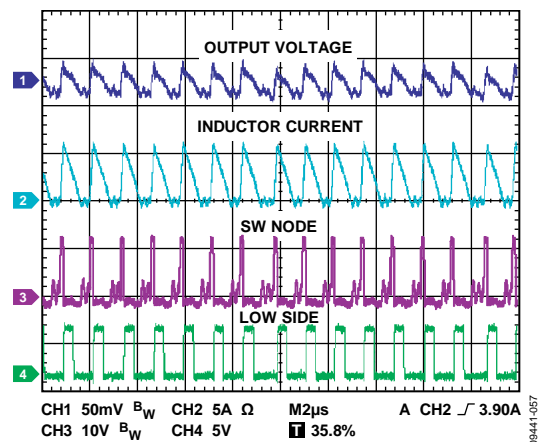 OUTPUT VOLTAGE
1
INDUCTOR CURRENT
2
SW NODE
3
LOW SIDE
4
CH1 50mV BW CH2 5A Ω M2µs A CH2 3.90A
CH3 10V BW CH4 5V T 35.8%
09441-057